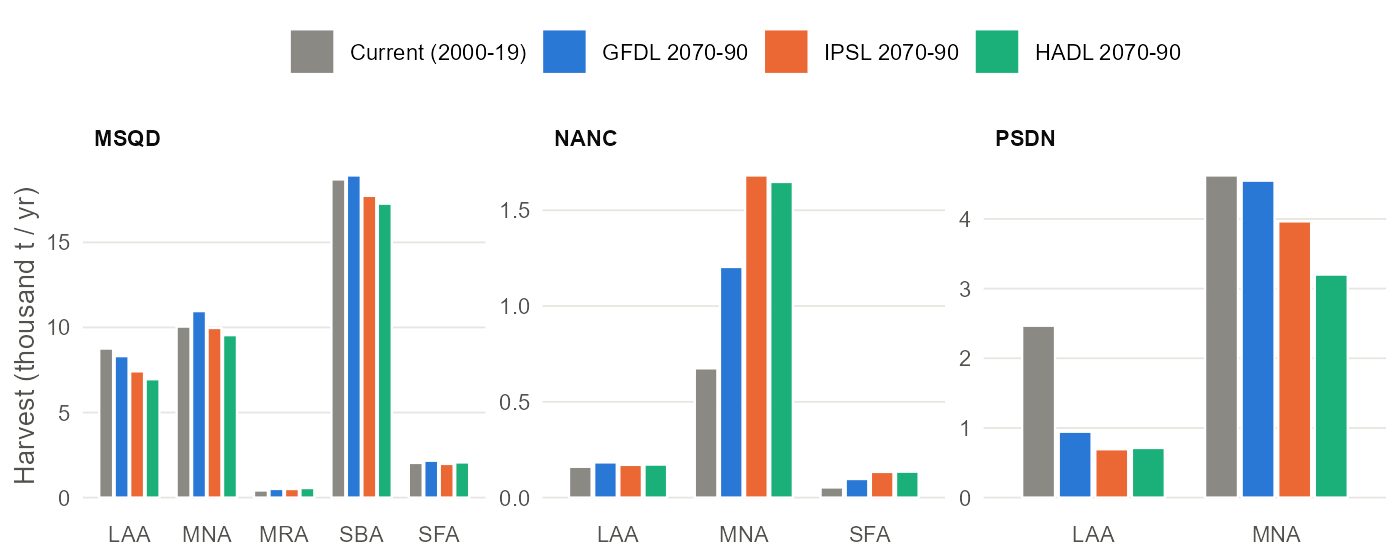 Current (2000-19) GFDL 2070-90 IPSL 2070-90 HADL 2070-90
MSQD NANC PSDN
Harvest (thousand t / yr)
15
10
5
0
LAA MNA MRA SBA SFA
1.5
1.0
0.5
0.0
LAA MNA SFA
4
3
2
1
0
LAA MNA